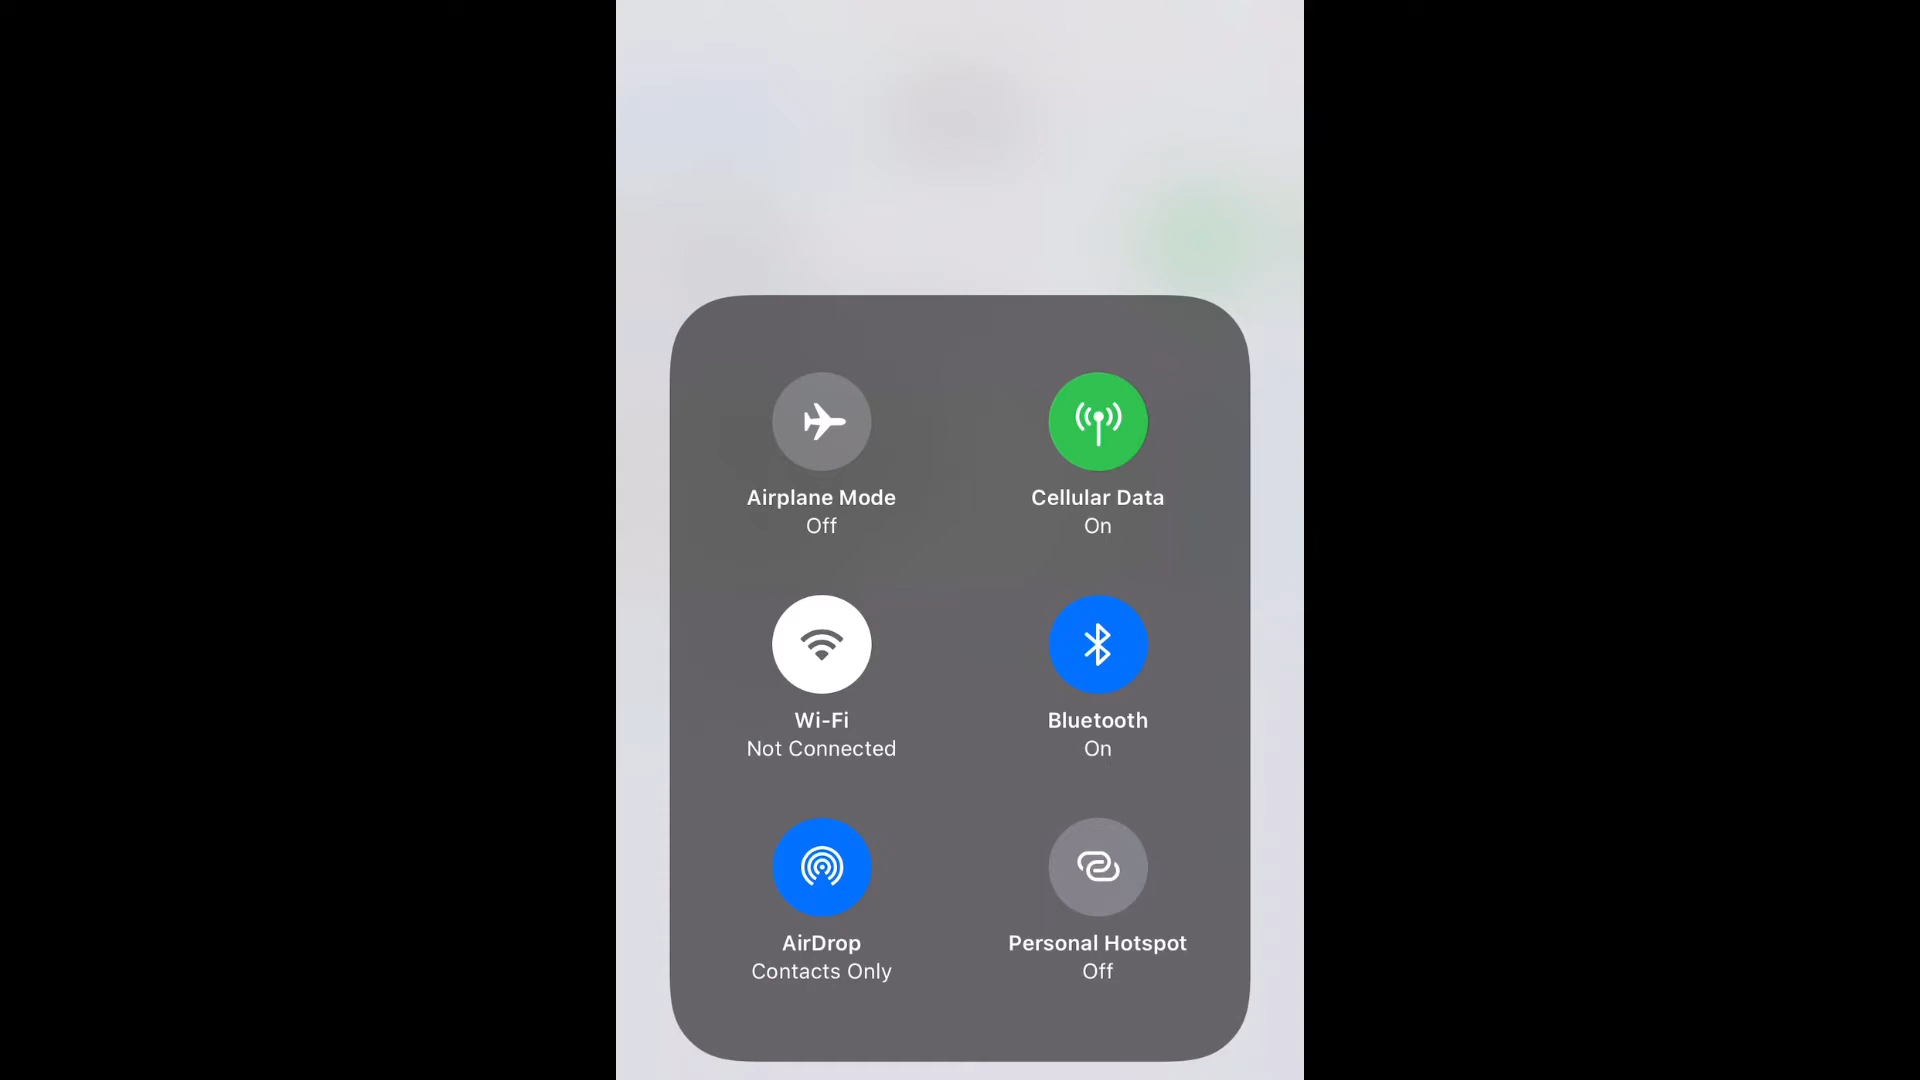 Airplane Mode
Off
Cellular Data
On
Wi-Fi
Not Connected
Bluetooth
On
AirDrop
Contacts Only
Personal Hotspot
Off